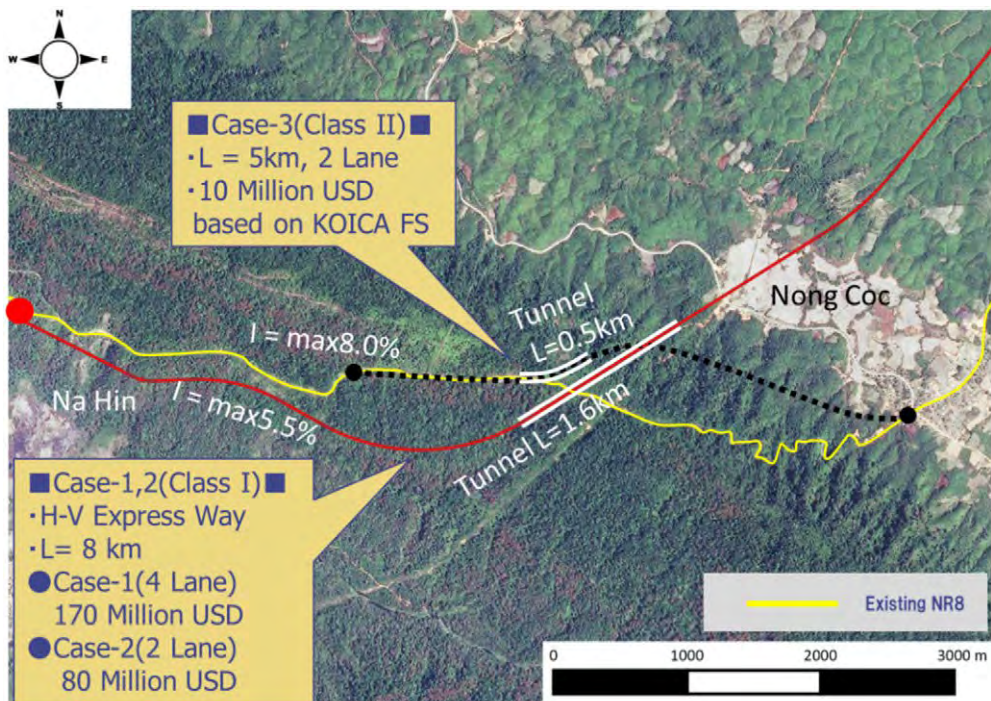 N
W E
S
■Case-3(Class II)■
・L = 5km, 2 Lane
・10 Million USD
based on KOICA FS
Tunnel
L=0.5km
Nong Coc
I = max8.0%
Na Hin
I = max5.5%
Tunnel L=1.6km
■Case-1,2(Class I)■
・H-V Express Way
・L= 8 km
●Case-1(4 Lane)
170 Million USD
●Case-2(2 Lane)
80 Million USD
Existing NR8
0 1000 2000 3000 m